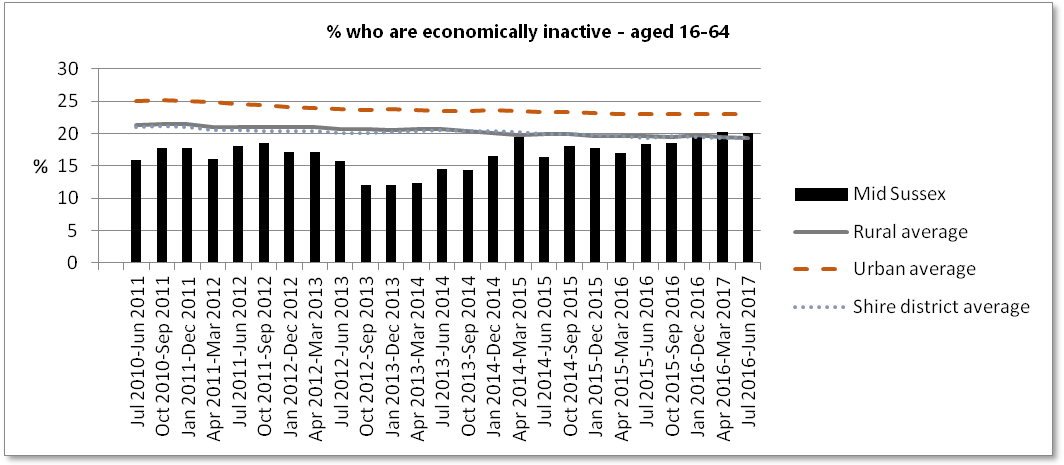 % who are economically inactive - aged 16-64
30
25
20
15
10
5
0
%
Jul 2010-Jun 2011
Oct 2010-Sep 2011
Jan 2011-Dec 2011
Apr 2011-Mar 2012
Jul 2011-Jun 2012
Oct 2011-Sep 2012
Jan 2012-Dec 2012
Apr 2012-Mar 2013
Jul 2012-Jun 2013
Oct 2012-Sep 2013
Jan 2013-Dec 2013
Apr 2013-Mar 2014
Jul 2013-Jun 2014
Oct 2013-Sep 2014
Jan 2014-Dec 2014
Apr 2014-Mar 2015
Jul 2014-Jun 2015
Oct 2014-Sep 2015
Jan 2015-Dec 2015
Apr 2015-Mar 2016
Jul 2015-Jun 2016
Oct 2015-Sep 2016
Jan 2016-Dec 2016
Apr 2016-Mar 2017
Jul 2016-Jun 2017
Mid Sussex
Rural average
Urban average
Shire district average